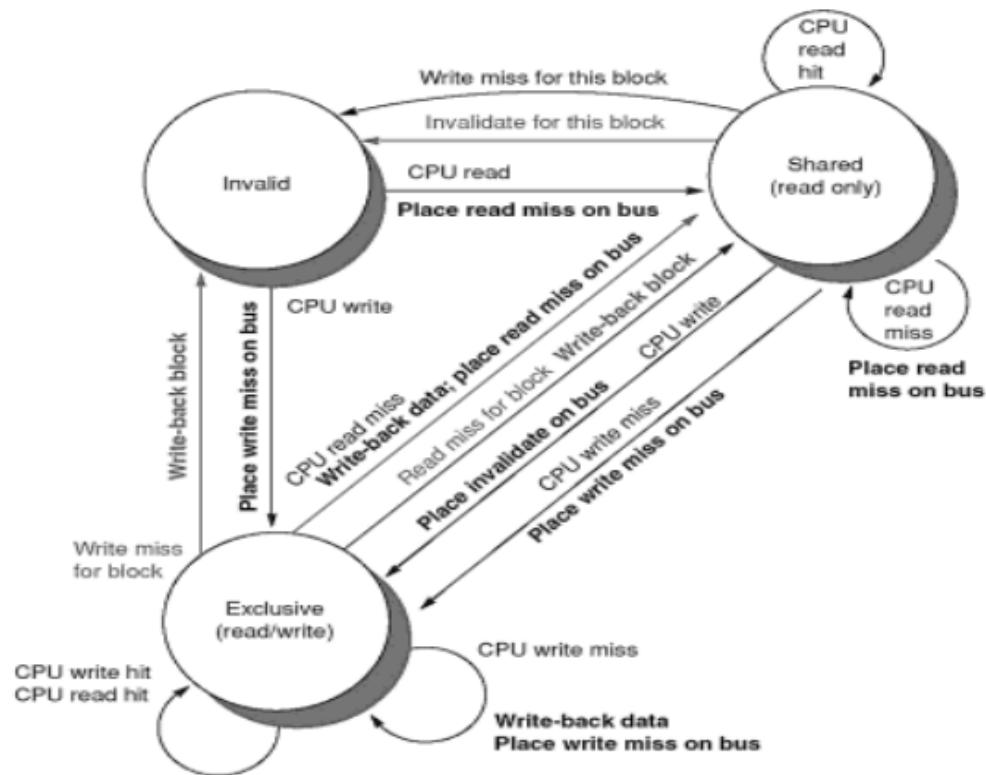 CPU
read
hit
Write miss for this block
Invalidate for this block
Invalid
Shared
(read only)
CPU read
Place read miss on bus
CPU write
CPU
read
miss
Place read
miss on bus
Write-back block
Place write miss on bus
CPU read miss
Write-back data; place read miss on bus
Read miss for block
Write-back block
CPU write
Place invalidate on bus
CPU write miss
Place write miss on bus
Write miss
for block
Exclusive
(read/write)
CPU write hit
CPU read hit
CPU write miss
Write-back data
Place write miss on bus